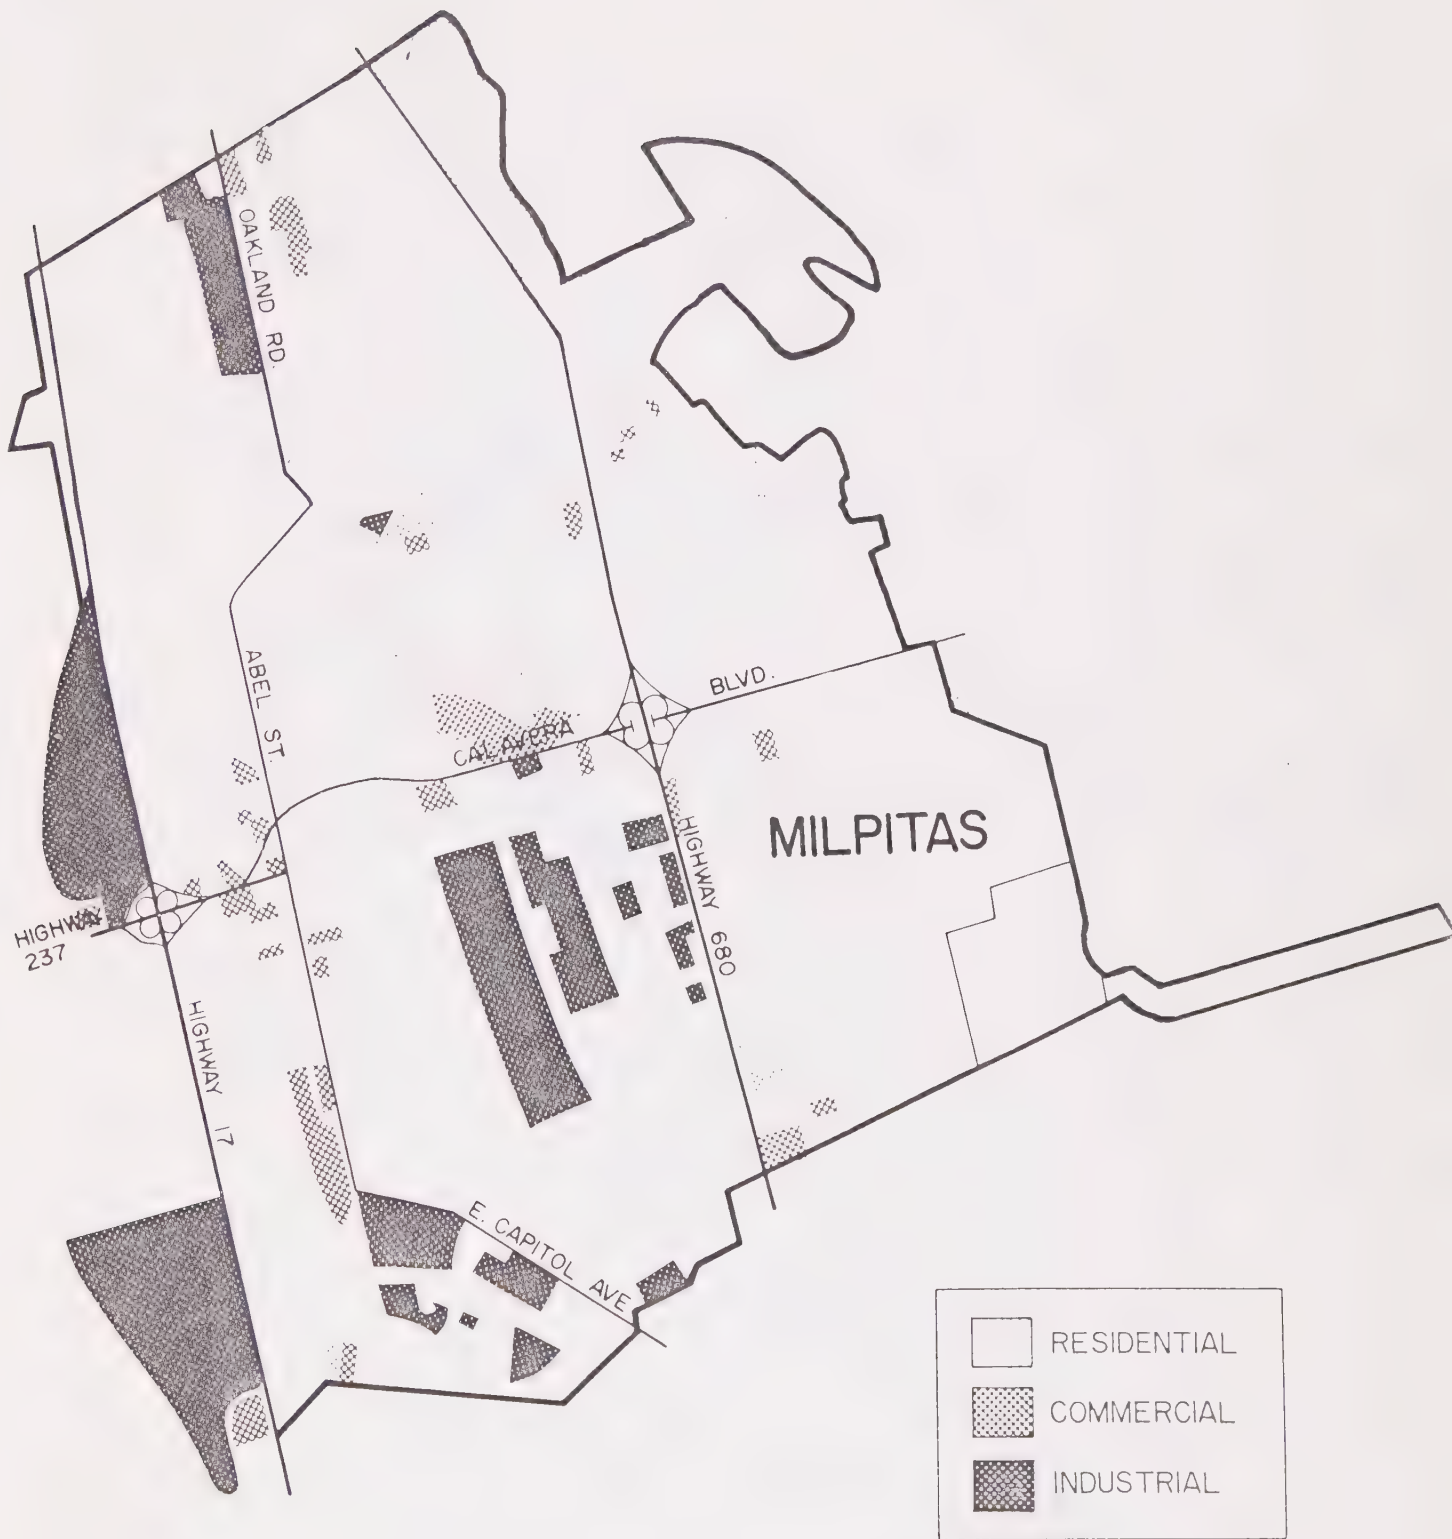 OAKLAND RD.
ABEL ST.
CALAVERA
BLVD.
MILPITAS
HIGHWAY 680
HIGHWAY
237
HIGHWAY 17
E. CAPITOL AVE
RESIDENTIAL
COMMERCIAL
INDUSTRIAL